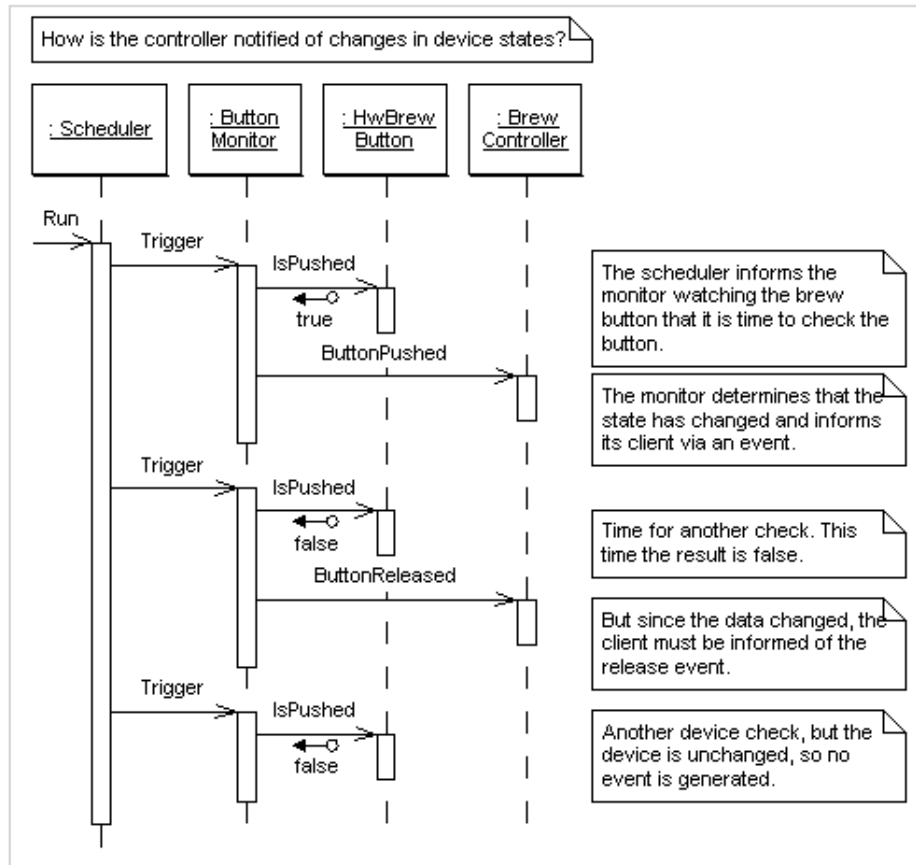 How is the controller notified of changes in device states?
: Scheduler
: Button
Monitor
: HwBrew
Button
: Brew
Controller
Run
Trigger
IsPushed
true
ButtonPushed
The scheduler informs the
monitor watching the brew
button that it is time to check the
button.
The monitor determines that the
state has changed and informs
its client via an event.
Trigger
IsPushed
false
ButtonReleased
Time for another check. This
time the result is false.
But since the data changed, the
client must be informed of the
release event.
Trigger
IsPushed
false
Another device check, but the
device is unchanged, so no
event is generated.